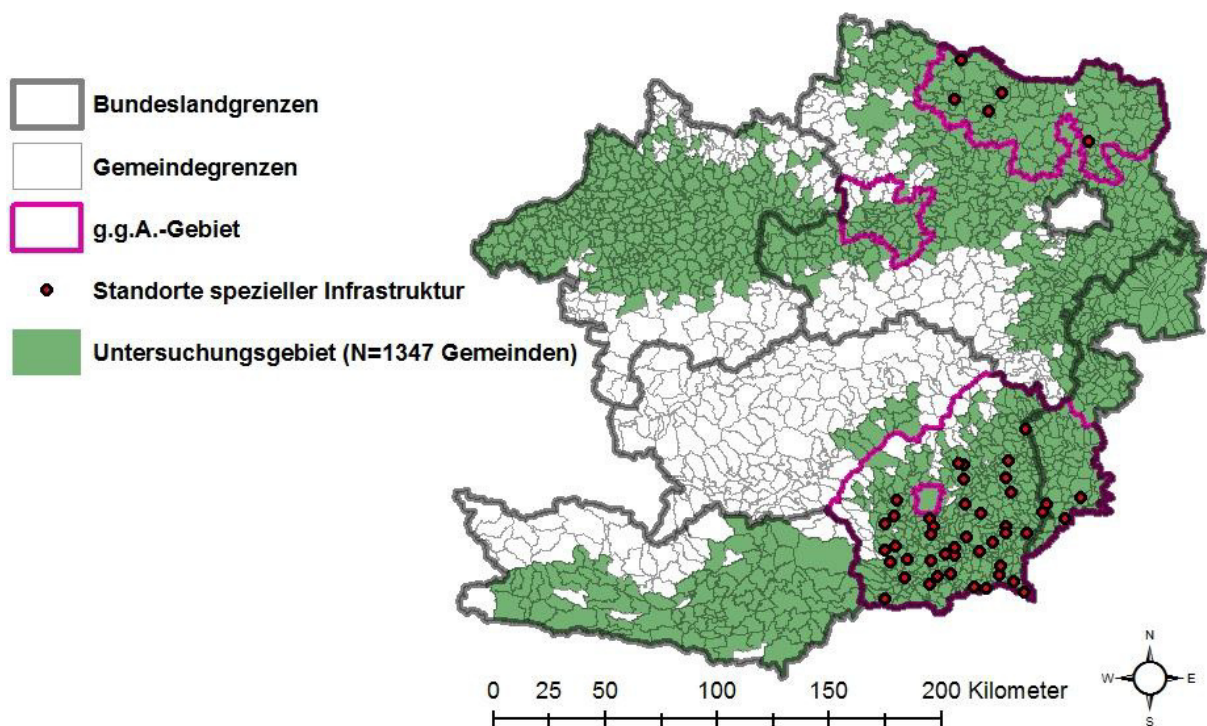 Bundeslandgrenzen
Gemeindegrenzen
g.g.A.-Gebiet
Standorte spezieller Infrastruktur
Untersuchungsgebiet (N=1347 Gemeinden)
N
W E
S
0 25 50 100 150 200 Kilometer